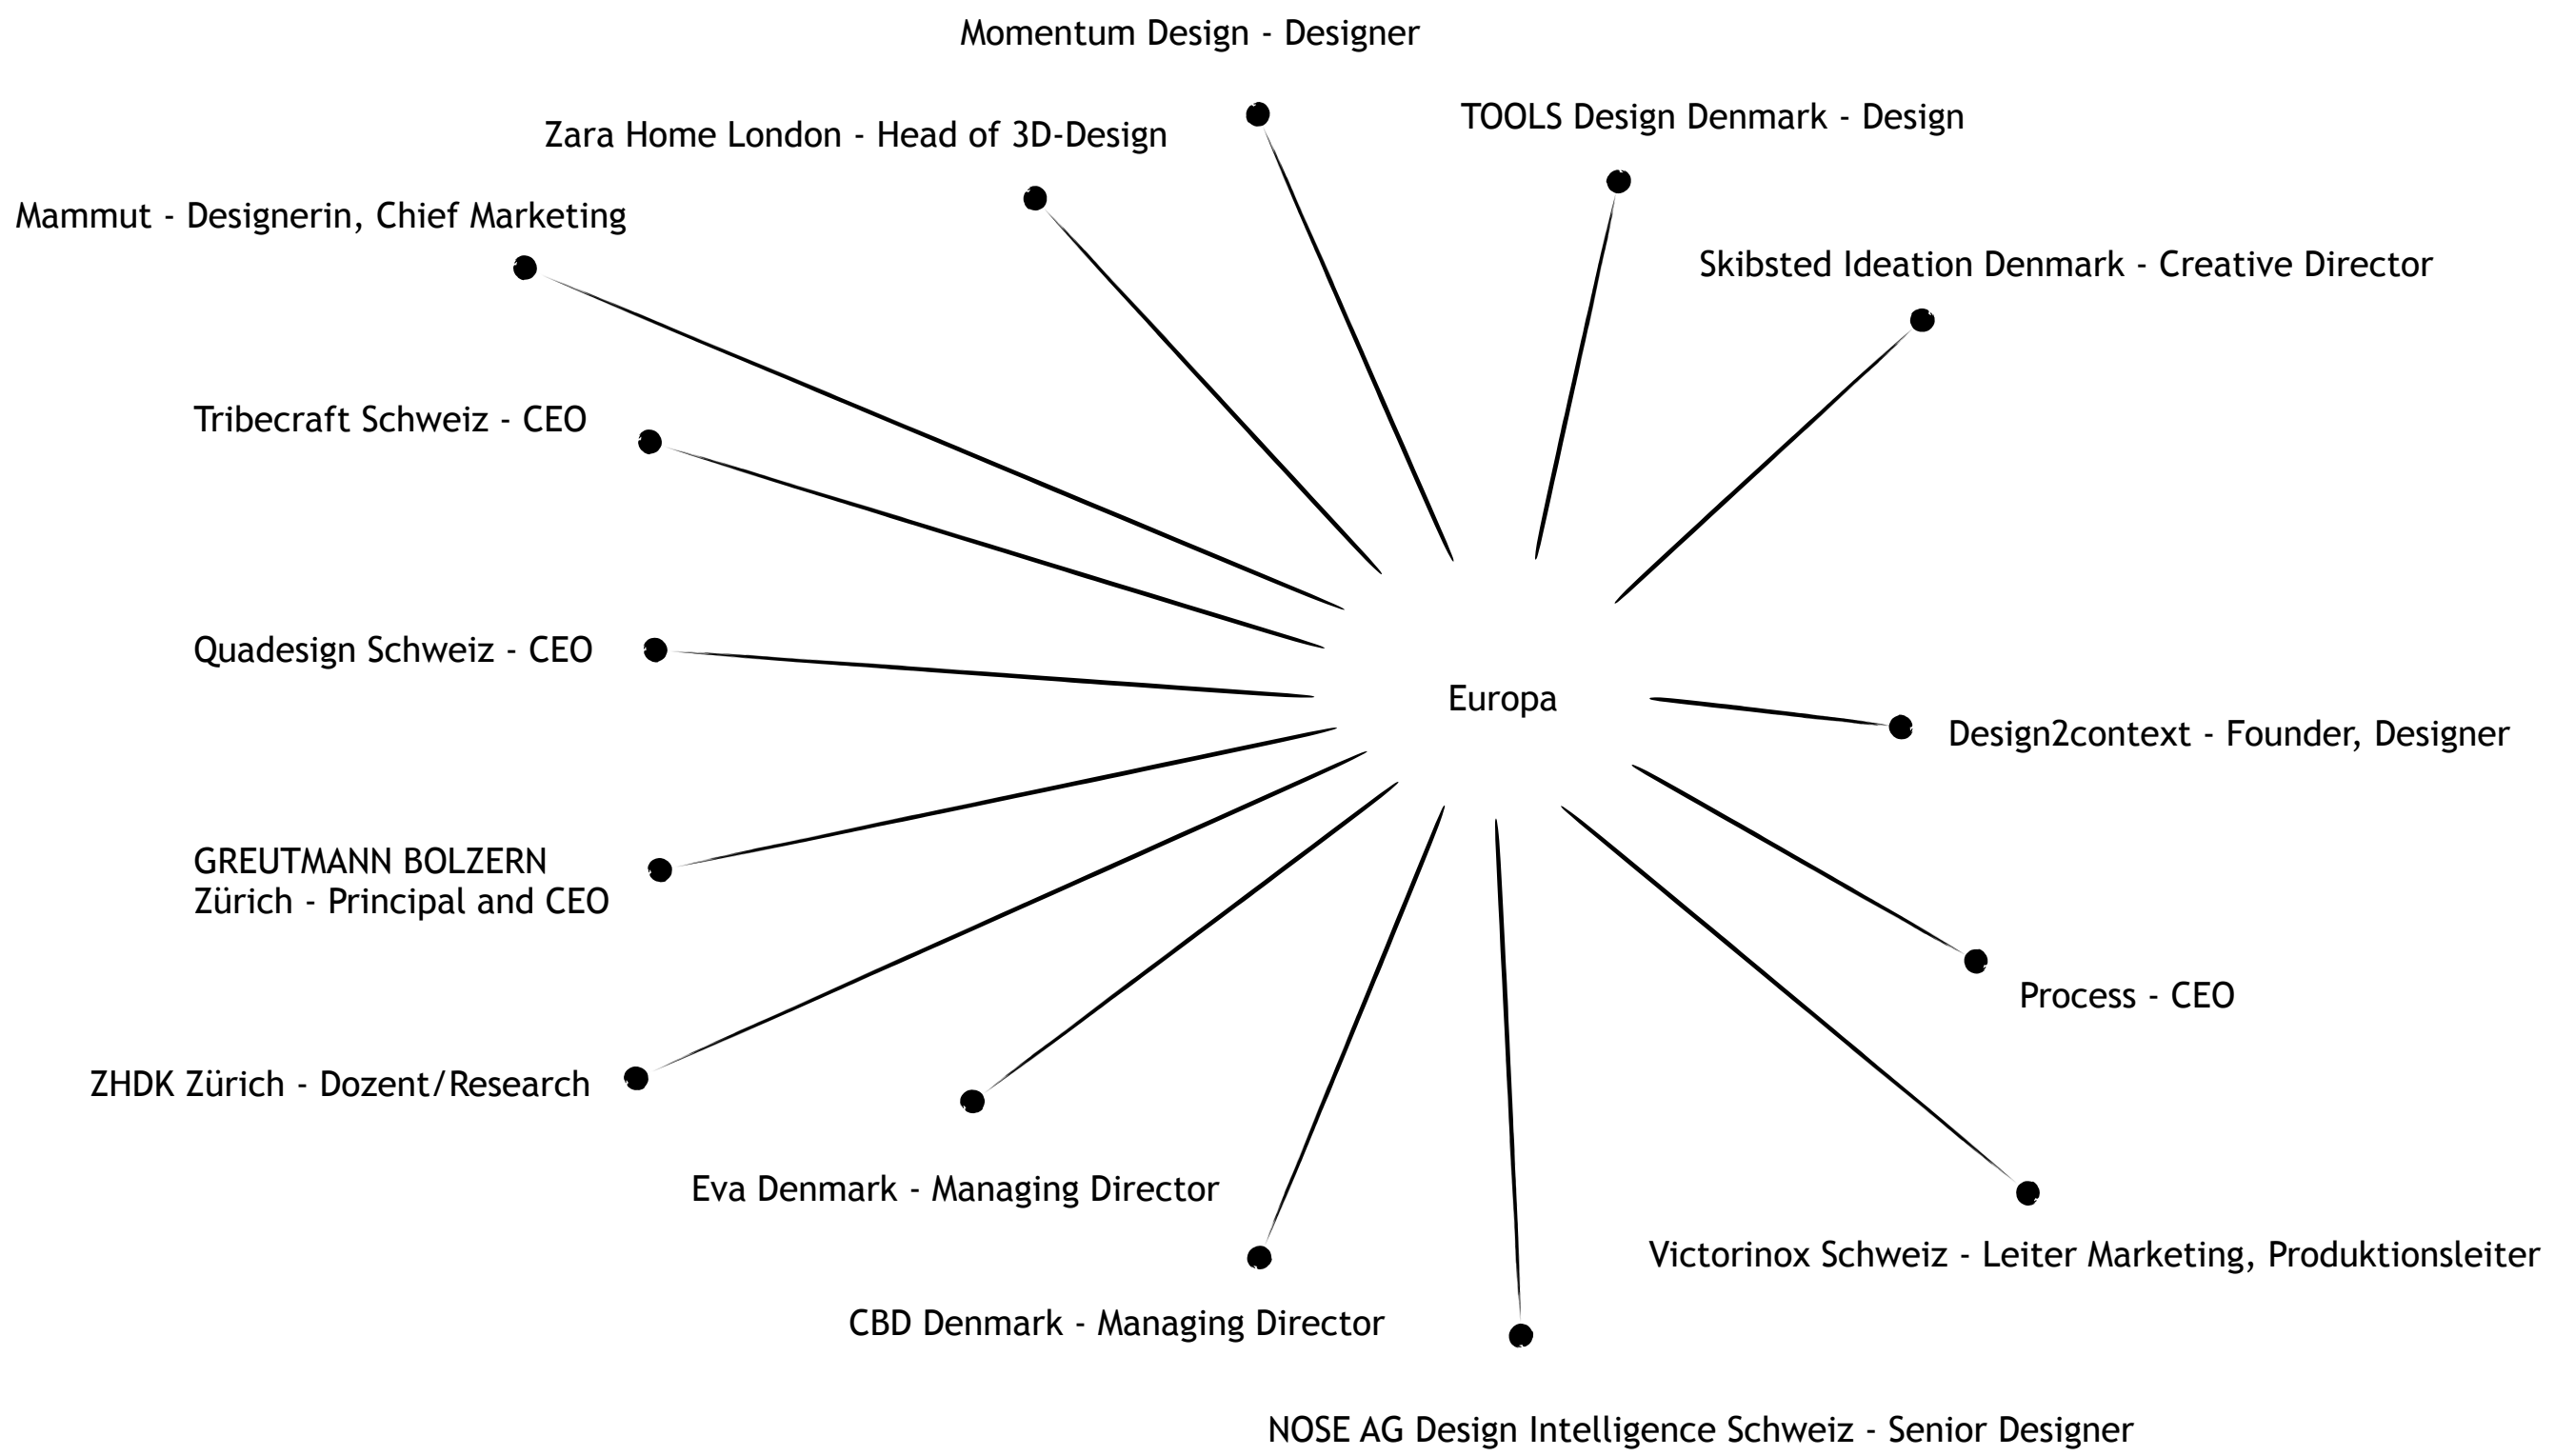 Momentum Design - Designer
Zara Home London - Head of 3D-Design
TOOLS Design Denmark - Design
Mammut - Designerin, Chief Marketing
Skibsted Ideation Denmark - Creative Director
Tribecraft Schweiz - CEO
Quadesign Schweiz - CEO
Europa
Design2context - Founder, Designer
GREUTMANN BOLZERN
Zürich - Principal and CEO
Process - CEO
ZHDK Zürich - Dozent/Research
Eva Denmark - Managing Director
Victorinox Schweiz - Leiter Marketing, Produktionsleiter
CBD Denmark - Managing Director
NOSE AG Design Intelligence Schweiz - Senior Designer